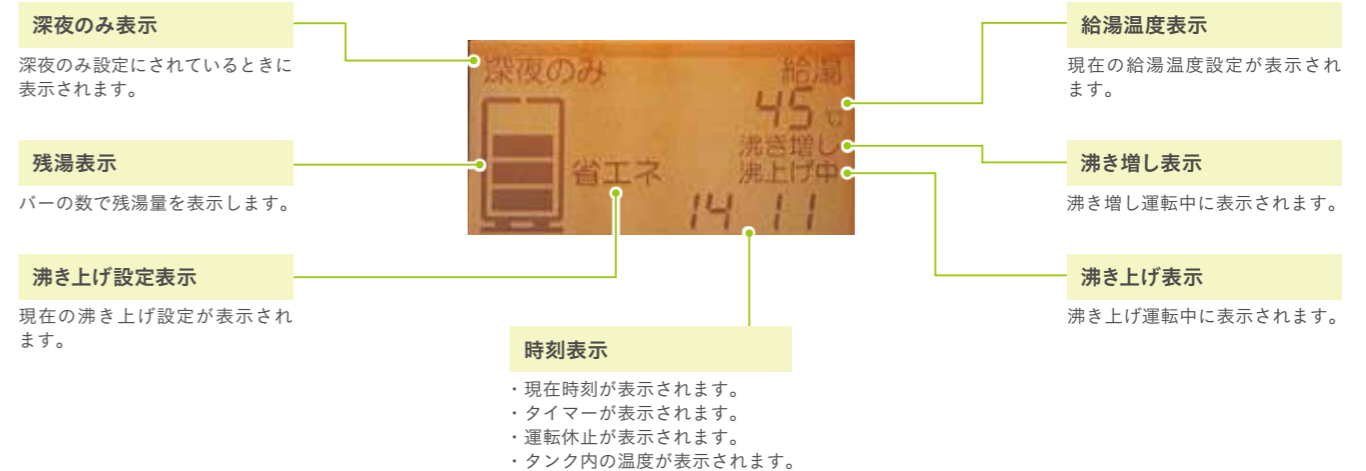 深夜のみ表示
深夜のみ設定にされているときに
表示されます。
残湯表示
バーの数で残湯量を表示します。
沸き上げ設定表示
現在の沸き上げ設定が表示され
ます。
深夜のみ
給湯
45℃
沸き増し
省エネ
沸上げ中
14 11
時刻表示
・現在時刻が表示されます。
・タイマーが表示されます。
・運転休止が表示されます。
・タンク内の温度が表示されます。
給湯温度表示
現在の給湯温度設定が表示され
ます。
沸き増し表示
沸き増し運転中に表示されます。
沸き上げ表示
沸き上げ運転中に表示されます。